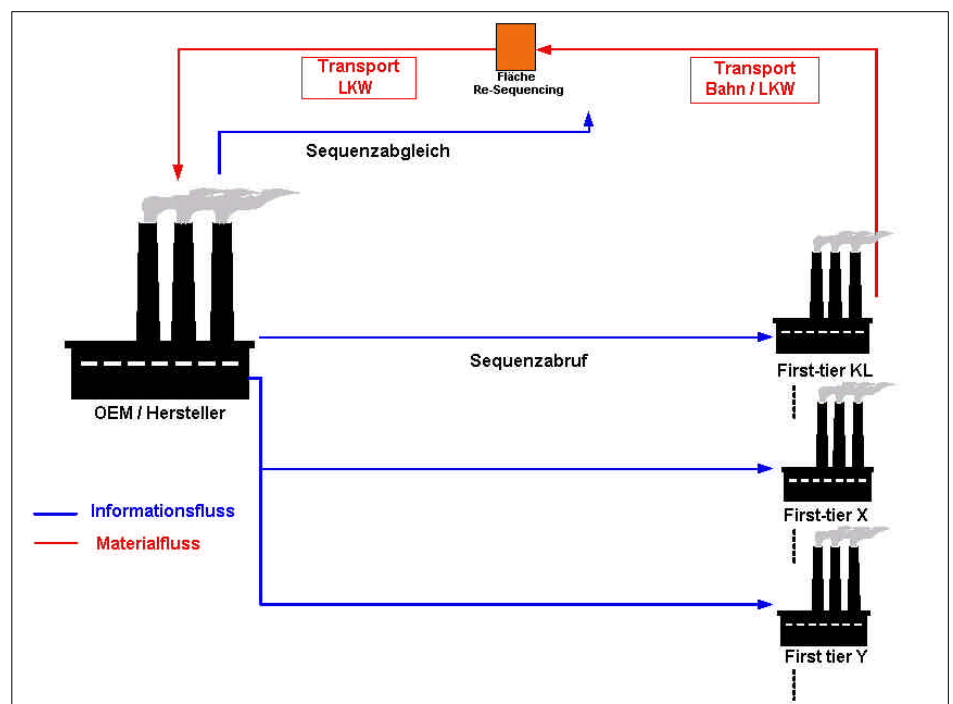 Transport
LKW
Fläche
Re-Sequencing
Transport
Bahn / LKW
Sequenzabgleich
Sequenzabruf
First-tier KL
OEM / Hersteller
First-tier X
Informationsfluss
Materialfluss
First tier Y